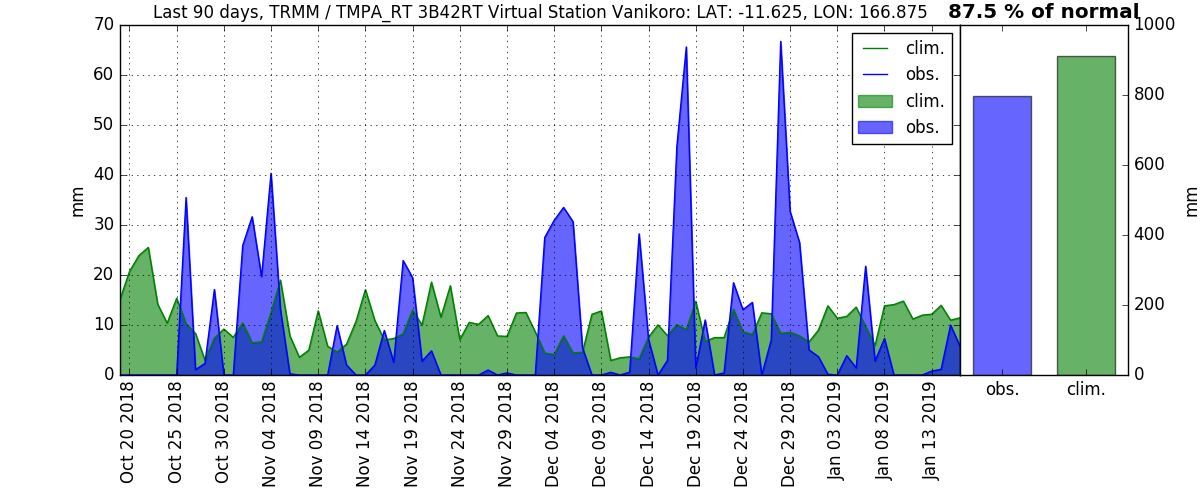 Last 90 days, TRMM / TMPA_RT 3B42RT Virtual Station Vanikoro: LAT: -11.625, LON: 166.875
87.5 % of normal
70
60
50
40
30
20
10
0
mm
clim.
obs.
clim.
obs.
Oct 20 2018
Oct 25 2018
Oct 30 2018
Nov 04 2018
Nov 09 2018
Nov 14 2018
Nov 19 2018
Nov 24 2018
Nov 29 2018
Dec 04 2018
Dec 09 2018
Dec 14 2018
Dec 19 2018
Dec 24 2018
Dec 29 2018
Jan 03 2019
Jan 08 2019
Jan 13 2019
1000
800
600
400
200
0
mm
obs.
clim.